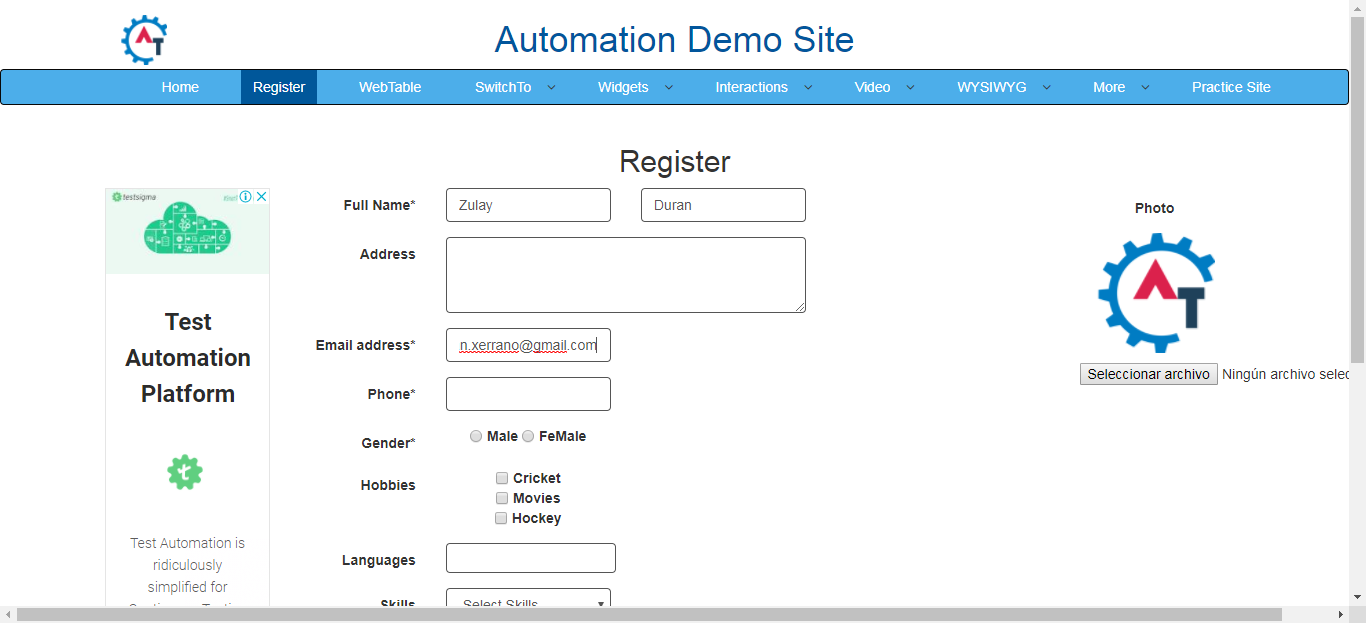 AT
Automation Demo Site
Home Register WebTable SwitchTo Widgets Interactions Video WYSIWYG More Practice Site
Register
testsigma
Test
Automation
Platform
t
Test Automation is
ridiculously
simplified for
Full Name* Zulay Duran
Address
Email address* n.xerrano@gmail.com
Phone*
Gender* Male FeMale
Hobbies Cricket
Movies
Hockey
Languages
Skills Select Skills
Photo
AT
Seleccionar archivo Ningún archivo selec